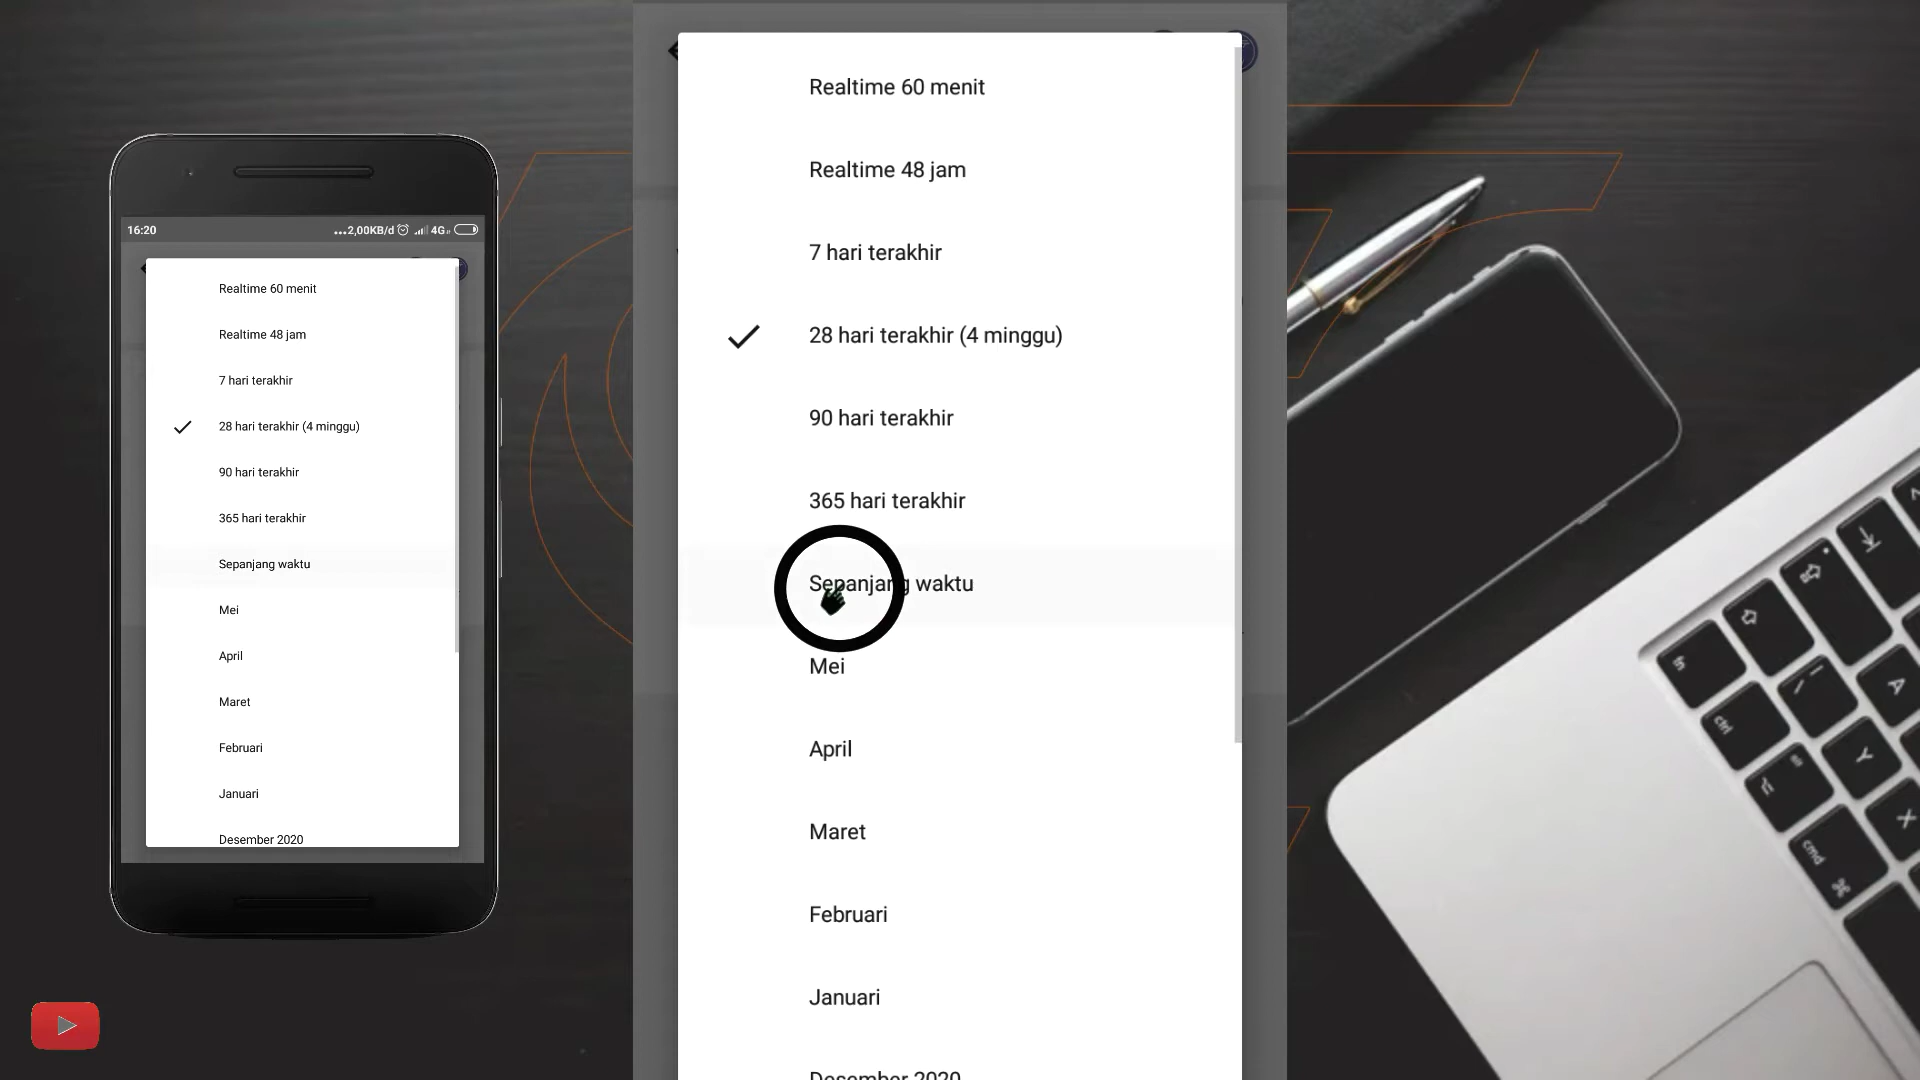 16:20
...2,00KB/d
4G
Realtime 60 menit
Realtime 48 jam
7 hari terakhir
28 hari terakhir (4 minggu)
90 hari terakhir
365 hari terakhir
Sepanjang waktu
Mei
April
Maret
Februari
Januari
Desember 2020
Realtime 60 menit
Realtime 48 jam
7 hari terakhir
28 hari terakhir (4 minggu)
90 hari terakhir
365 hari terakhir
Sepanjang waktu
Mei
April
Maret
Februari
Januari
Desember 2020
fn
ctrl
cmd
A
Y
X